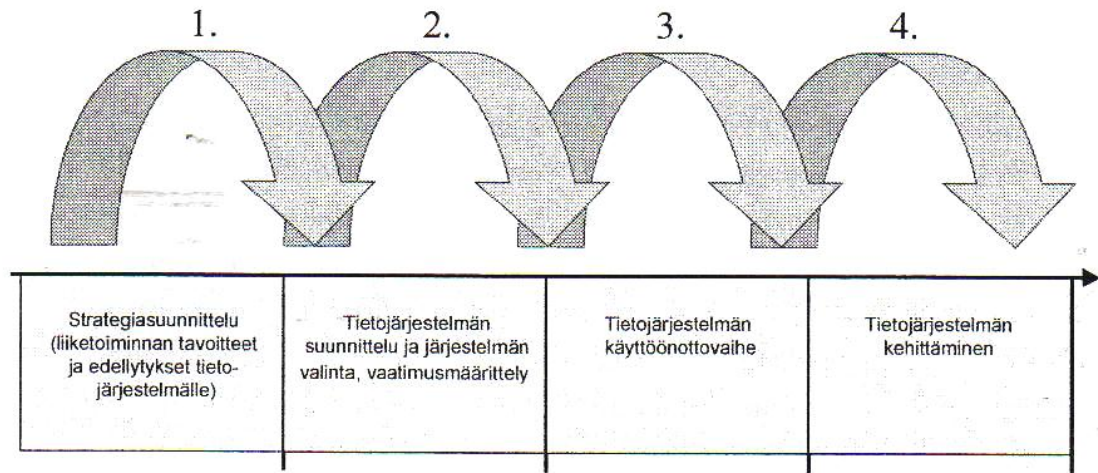 1. 2. 3. 4.
Strategiasuunnittelu
(liiketoiminnan tavoitteet
ja edellytykset tieto-
järjestelmälle)
Tietojärjestelmän
suunnittelu ja järjestelmän
valinta, vaatimusmäärittely
Tietojärjestelmän
käyttöönottovaihe
Tietojärjestelmän
kehittäminen